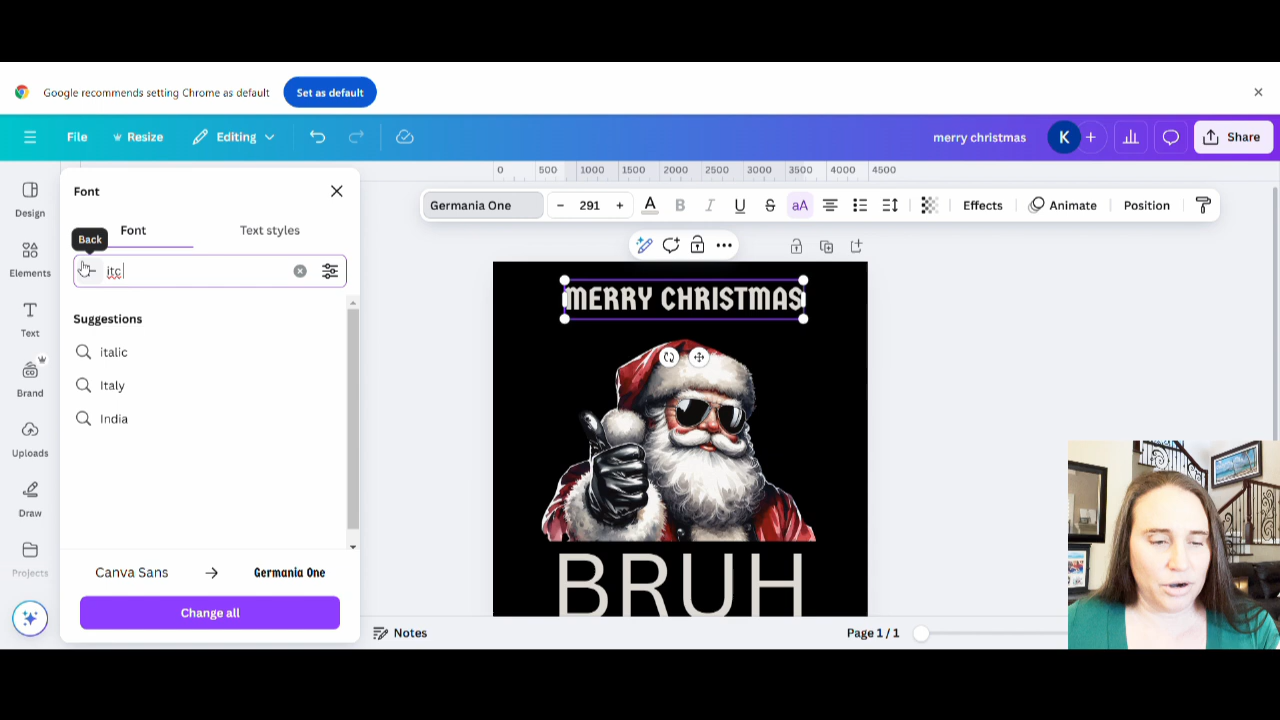 Google recommends setting Chrome as default
Set as default
File
Resize
Editing
merry christmas
K
Share
Design
Elements
Text
Brand
Uploads
Draw
Projects
Font
Font
Text styles
Back
itc
Suggestions
italic
Italy
India
Canva Sans → Germania One
Change all
0 500 1000 1500 2000 2500 3000 3500 4000 4500
Germania One
– 291 +
A B I U S aA
Effects
Animate
Position
MERRY CHRISTMAS
BRUH
Notes
Page 1 / 1